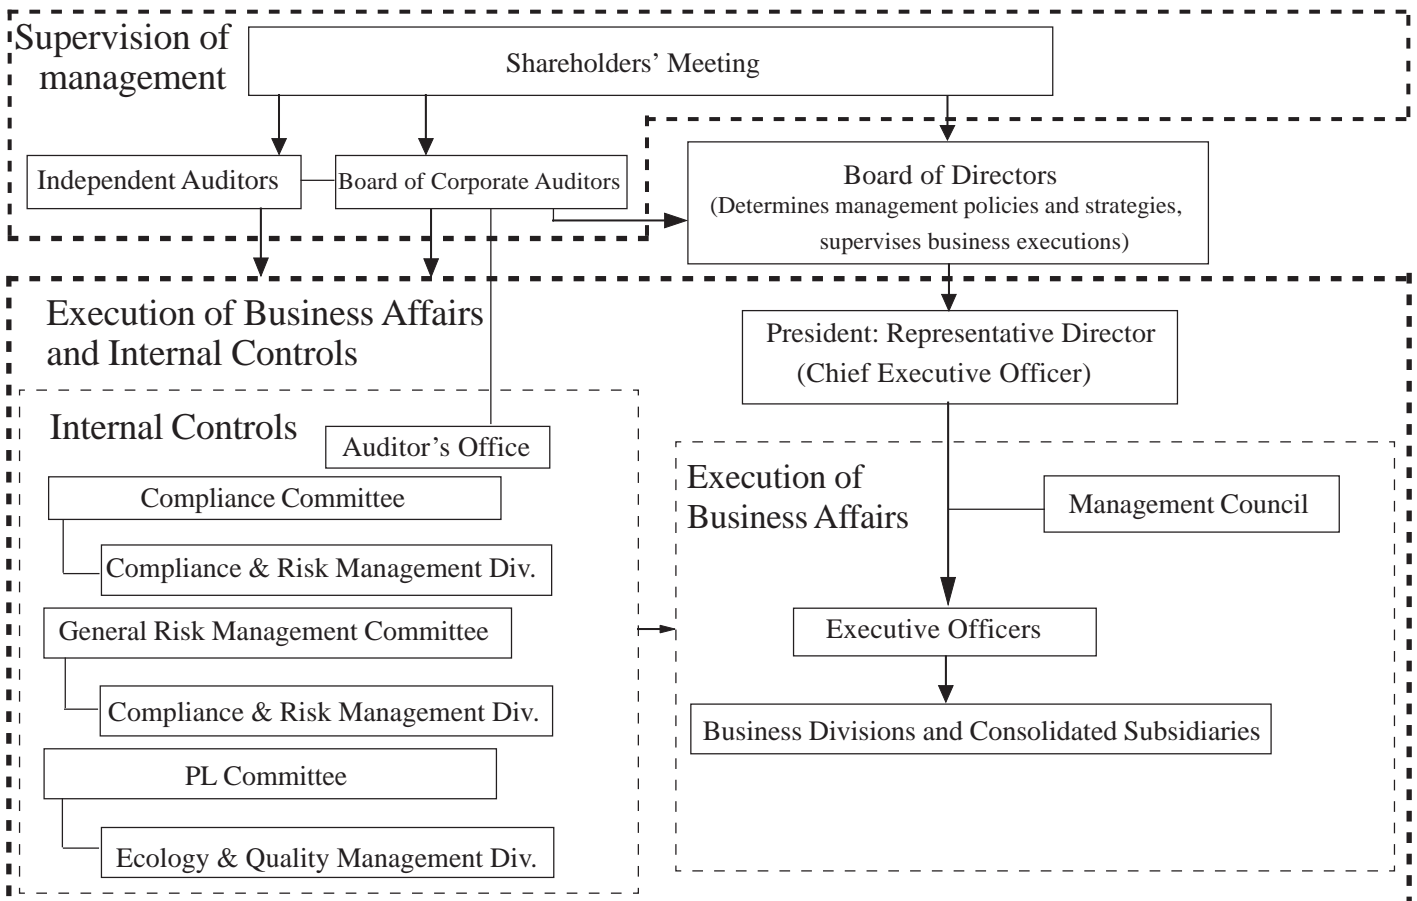 Supervision of
management
Shareholders’ Meeting
Independent Auditors
Board of Corporate Auditors
Board of Directors
(Determines management policies and strategies,
supervises business executions)
Execution of Business Affairs
and Internal Controls
President: Representative Director
(Chief Executive Officer)
Internal Controls
Auditor’s Office
Compliance Committee
Compliance & Risk Management Div.
General Risk Management Committee
Compliance & Risk Management Div.
PL Committee
Ecology & Quality Management Div.
Execution of
Business Affairs
Management Council
Executive Officers
Business Divisions and Consolidated Subsidiaries